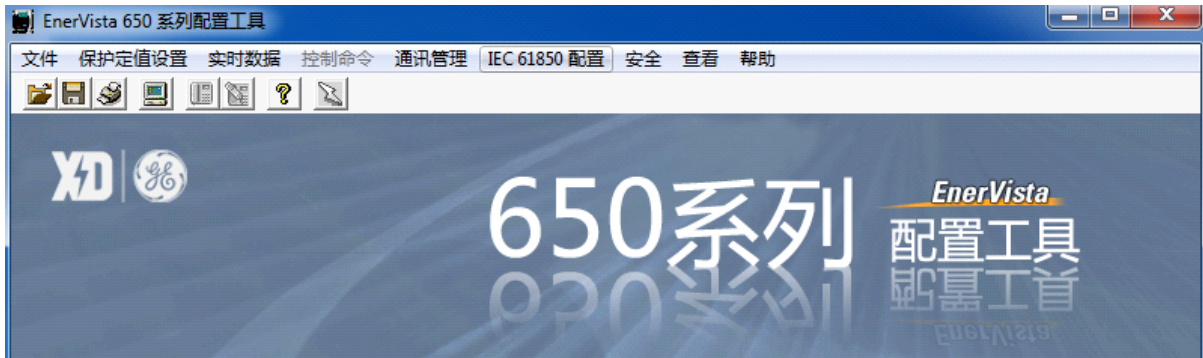 EnerVista 650 系列配置工具
文件 保护定值设置 实时数据 控制命令 通讯管理 IEC 61850 配置 安全 查看 帮助
XD GE
650系列
EnerVista
配置工具